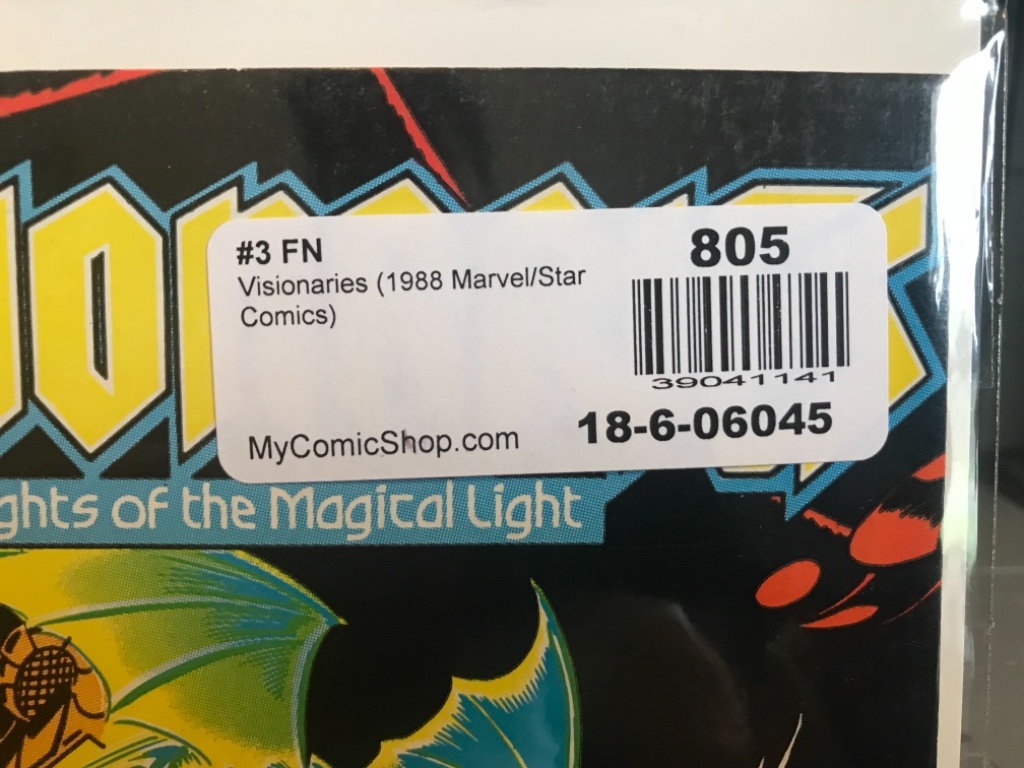 #3 FN
Visionaries (1988 Marvel/Star
Comics)
805
39041141
MyComicShop.com
18-6-06045
ghts of the Magical Light